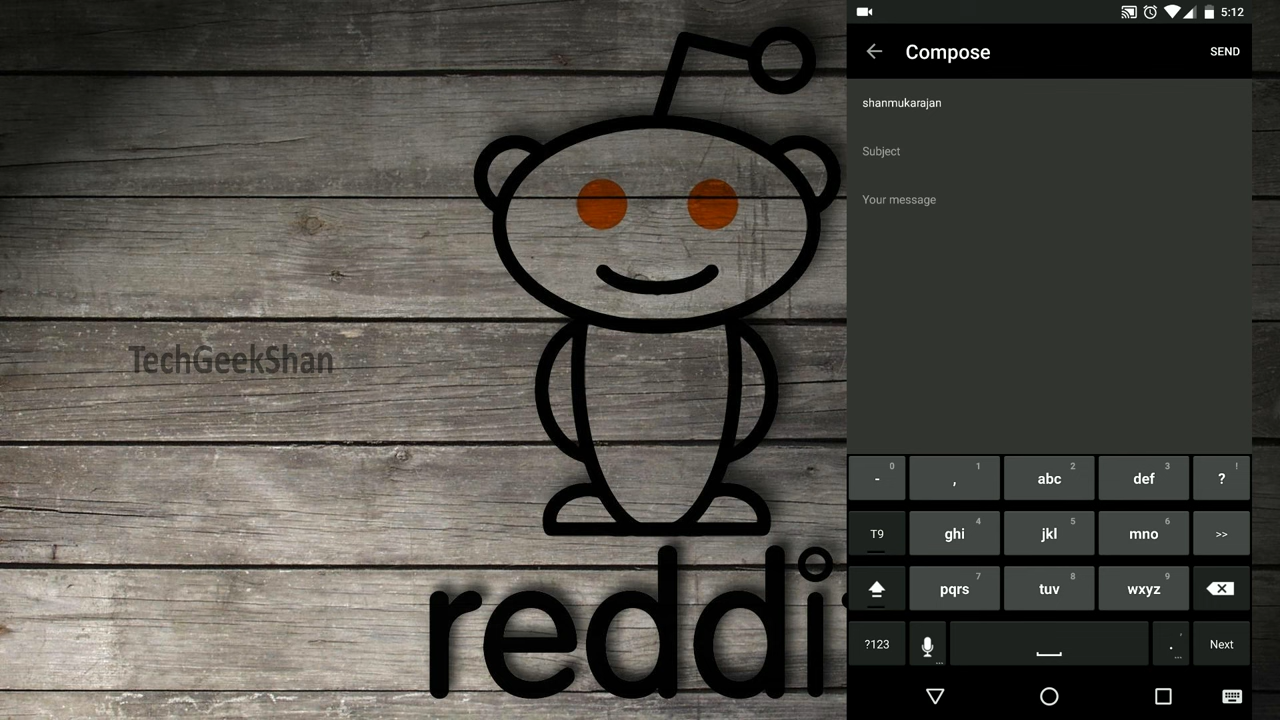 TechGeekShan
reddi
5:12
Compose
SEND
shanmukarajan
Subject
Your message
- 0
, 1
abc 2
def 3
? !
T9
ghi 4
jkl 5
mno 6
>>
pqrs 7
tuv 8
wxyz 9
?123
...
. ' ...
Next